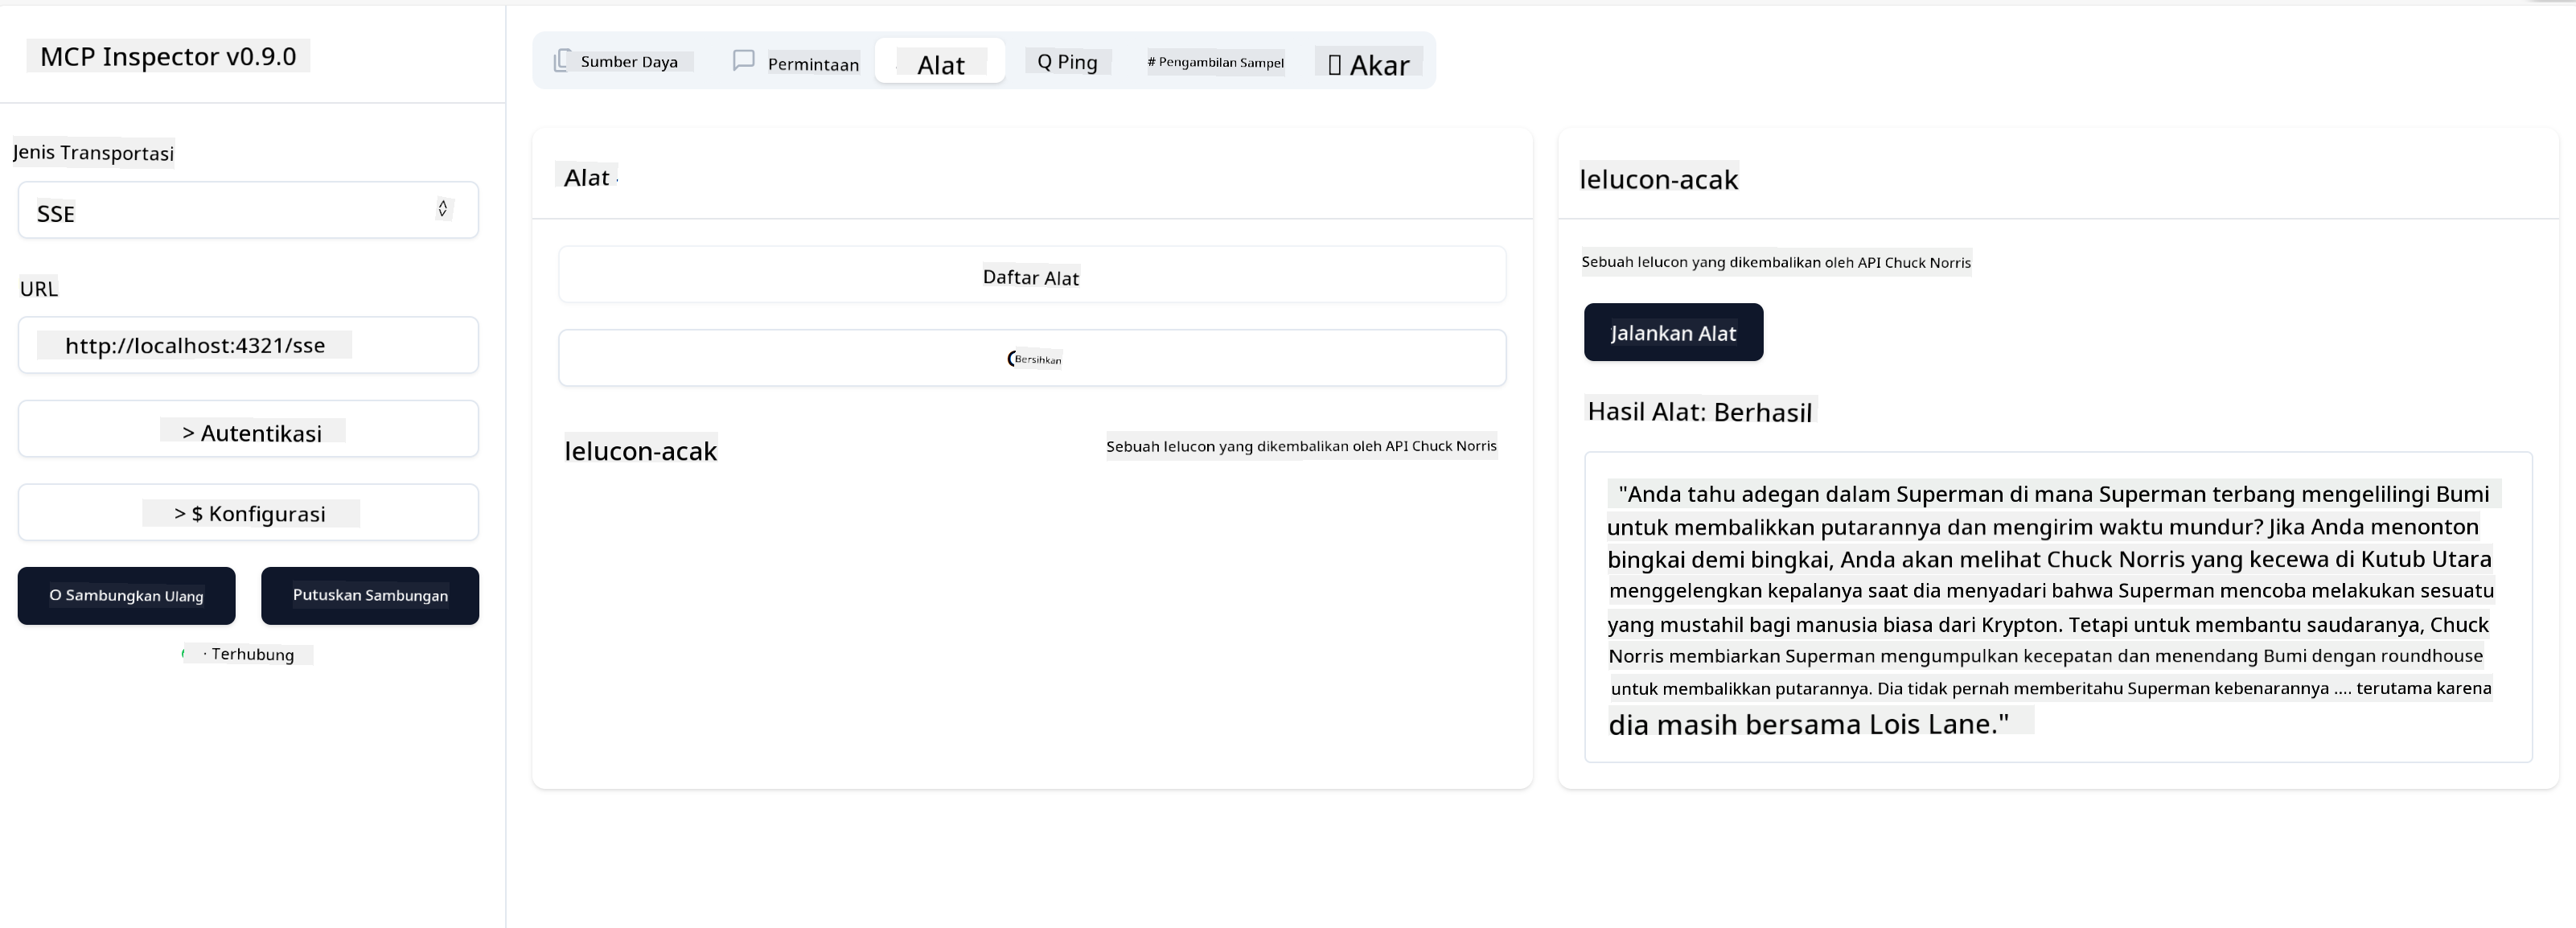 MCP Inspector v0.9.0
Jenis Transportasi
SSE
URL
http://localhost:4321/sse
> Autentikasi
> $ Konfigurasi
O Sambungkan Ulang
Putuskan Sambungan
· Terhubung
Sumber Daya
Permintaan
Alat
Q Ping
# Pengambilan Sampel
Akar
Alat
Daftar Alat
Bersihkan
lelucon-acak
Sebuah lelucon yang dikembalikan oleh API Chuck Norris
lelucon-acak
Sebuah lelucon yang dikembalikan oleh API Chuck Norris
Jalankan Alat
Hasil Alat: Berhasil
"Anda tahu adegan dalam Superman di mana Superman terbang mengelilingi Bumi
untuk membalikkan putarannya dan mengirim waktu mundur? Jika Anda menonton
bingkai demi bingkai, Anda akan melihat Chuck Norris yang kecewa di Kutub Utara
menggelengkan kepalanya saat dia menyadari bahwa Superman mencoba melakukan sesuatu
yang mustahil bagi manusia biasa dari Krypton. Tetapi untuk membantu saudaranya, Chuck
Norris membiarkan Superman mengumpulkan kecepatan dan menendang Bumi dengan roundhouse
untuk membalikkan putarannya. Dia tidak pernah memberitahu Superman kebenarannya .... terutama karena
dia masih bersama Lois Lane."